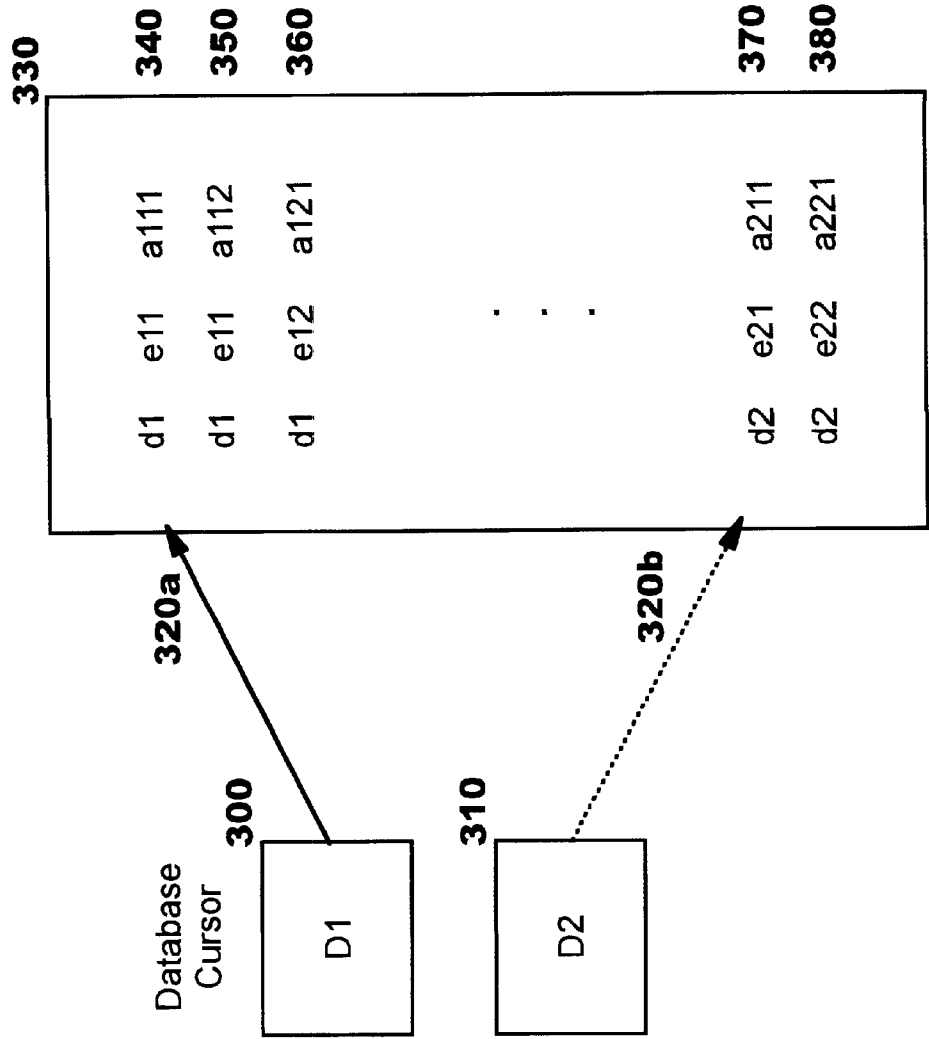 330
d1 e11 a111 340
d1 e11 a112 350
d1 e12 a121 360
. . .
d2 e21 a211 370
d2 e22 a221 380
320a
320b
Database
Cursor
300
D1
310
D2